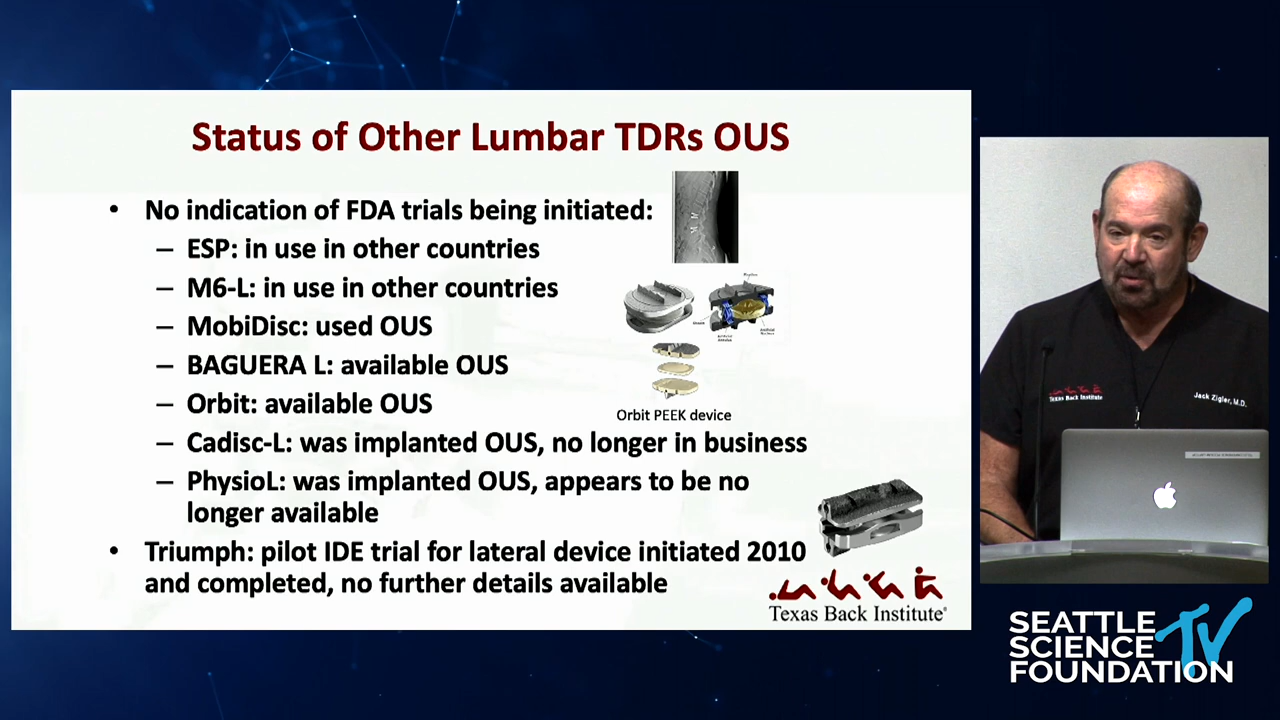 Status of Other Lumbar TDRs OUS
• No indication of FDA trials being initiated:
– ESP: in use in other countries
– M6-L: in use in other countries
– MobiDisc: used OUS
– BAGUERA L: available OUS
– Orbit: available OUS
Orbit PEEK device
– Cadisc-L: was implanted OUS, no longer in business
– PhysioL: was implanted OUS, appears to be no
longer available
• Triumph: pilot IDE trial for lateral device initiated 2010
and completed, no further details available
Texas Back Institute®
Texas Back Institute
Jack Zigler, M.D.
SEATTLE
SCIENCE
FOUNDATION
TV